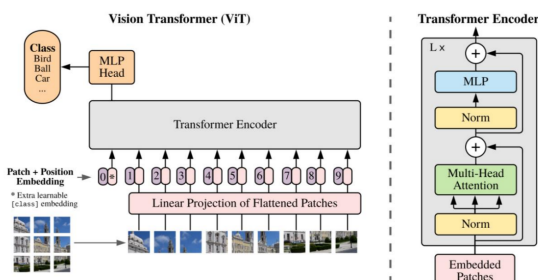 Vision Transformer (ViT)
Class
Bird
Ball
Car
...
MLP
Head
Transformer Encoder
Patch + Position
Embedding
0 * 1 2 3 4 5 6 7 8 9
* Extra learnable
[class] embedding
Linear Projection of Flattened Patches
Transformer Encoder
L x
+
MLP
Norm
+
Multi-Head
Attention
Norm
Embedded
Patches